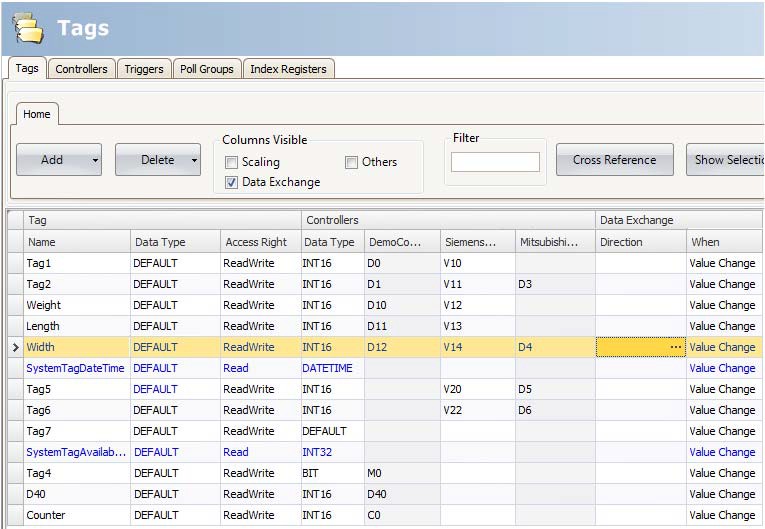 Tags
Tags Controllers Triggers Poll Groups Index Registers
Home
Add Delete Columns Visible Scaling Others Data Exchange Filter Cross Reference Show Selectio
Tag Controllers Data Exchange
Name Data Type Access Right Data Type DemoCo... Siemens... Mitsubishi... Direction When
Tag1 DEFAULT ReadWrite INT16 D0 V10 Value Change
Tag2 DEFAULT ReadWrite INT16 D1 V11 D3 Value Change
Weight DEFAULT ReadWrite INT16 D10 V12 Value Change
Length DEFAULT ReadWrite INT16 D11 V13 Value Change
Width DEFAULT ReadWrite INT16 D12 V14 D4 ... Value Change
SystemTagDateTime DEFAULT Read DATETIME Value Change
Tag5 DEFAULT ReadWrite INT16 V20 D5 Value Change
Tag6 DEFAULT ReadWrite INT16 V22 D6 Value Change
Tag7 DEFAULT ReadWrite DEFAULT Value Change
SystemTagAvailab... DEFAULT Read INT32 Value Change
Tag4 DEFAULT ReadWrite BIT M0 Value Change
D40 DEFAULT ReadWrite INT16 D40 Value Change
Counter DEFAULT ReadWrite INT16 C0 Value Change